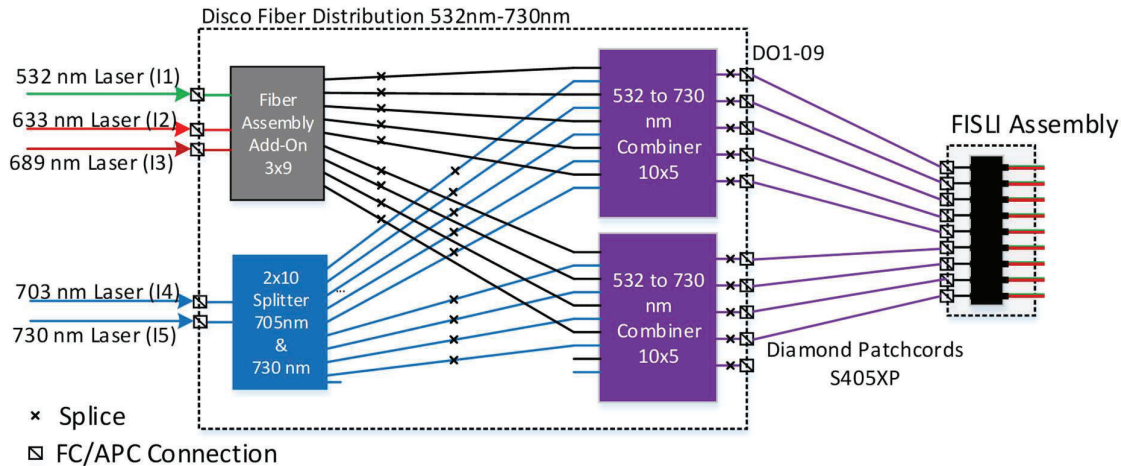 Disco Fiber Distribution 532nm-730nm
532 nm Laser (I1)
633 nm Laser (I2)
689 nm Laser (I3)
703 nm Laser (I4)
730 nm Laser (I5)
Fiber
Assembly
Add-On
3x9
2x10
Splitter
705nm
&
730 nm
...
532 to 730
nm
Combiner
10x5
532 to 730
nm
Combiner
10x5
DO1-09
FISLI Assembly
Diamond Patchcords
S405XP
Splice
FC/APC Connection